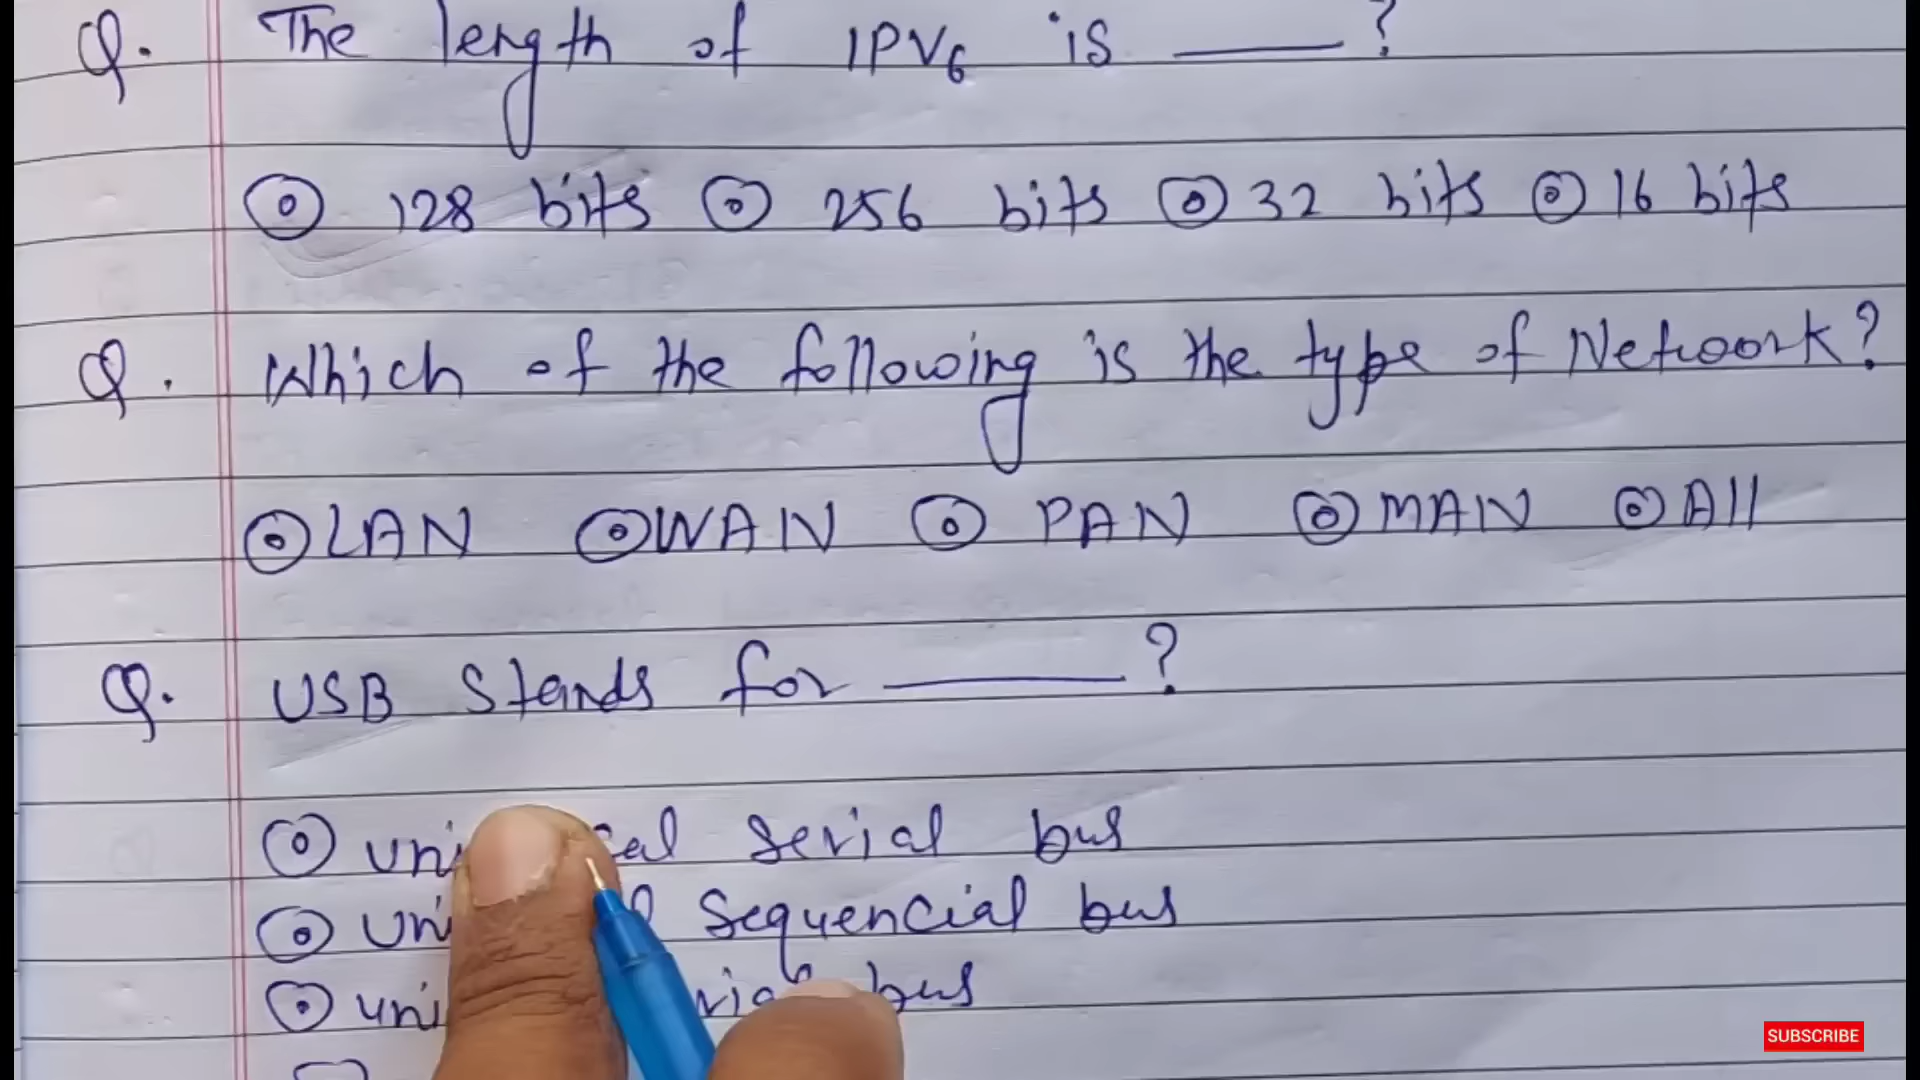 Q. The length of IPV6 is ____?
128 bits 256 bits 32 bits 16 bits
Q. Which of the following is the type of Network?
LAN WAN PAN MAN All
Q. USB Stands for ____?
serial bus
sequencial bus
bus
SUBSCRIBE